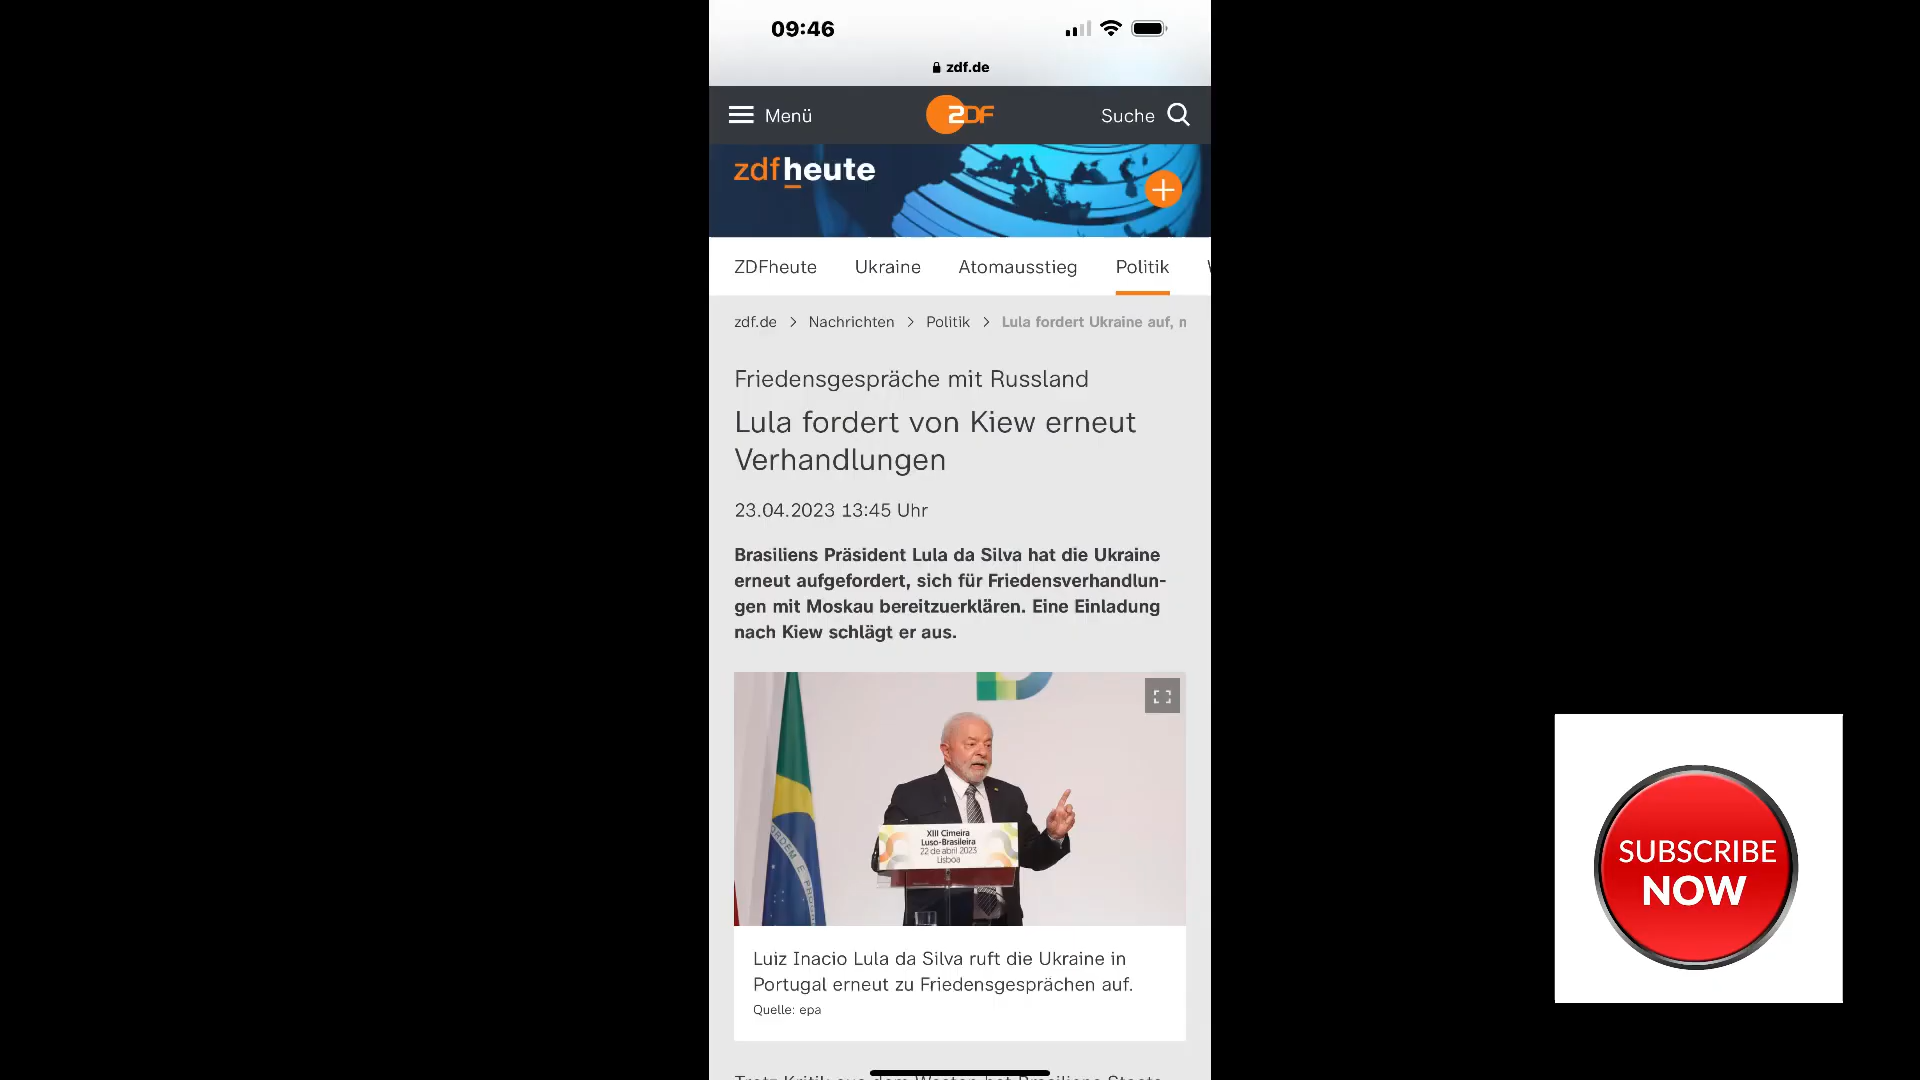 09:46
zdf.de
Menü
ZDF
Suche
zdfheute
ZDFheute Ukraine Atomausstieg Politik
zdf.de > Nachrichten > Politik > Lula fordert Ukraine auf,
Friedensgespräche mit Russland
Lula fordert von Kiew erneut
Verhandlungen
23.04.2023 13:45 Uhr
Brasiliens Präsident Lula da Silva hat die Ukraine
erneut aufgefordert, sich für Friedensverhandlun-
gen mit Moskau bereitzuerklären. Eine Einladung
nach Kiew schlägt er aus.
XIII Cimeira
Luso-Brasileira
22 de abril 2023
Lisboa
Luiz Inacio Lula da Silva ruft die Ukraine in
Portugal erneut zu Friedensgesprächen auf.
Quelle: epa
SUBSCRIBE
NOW